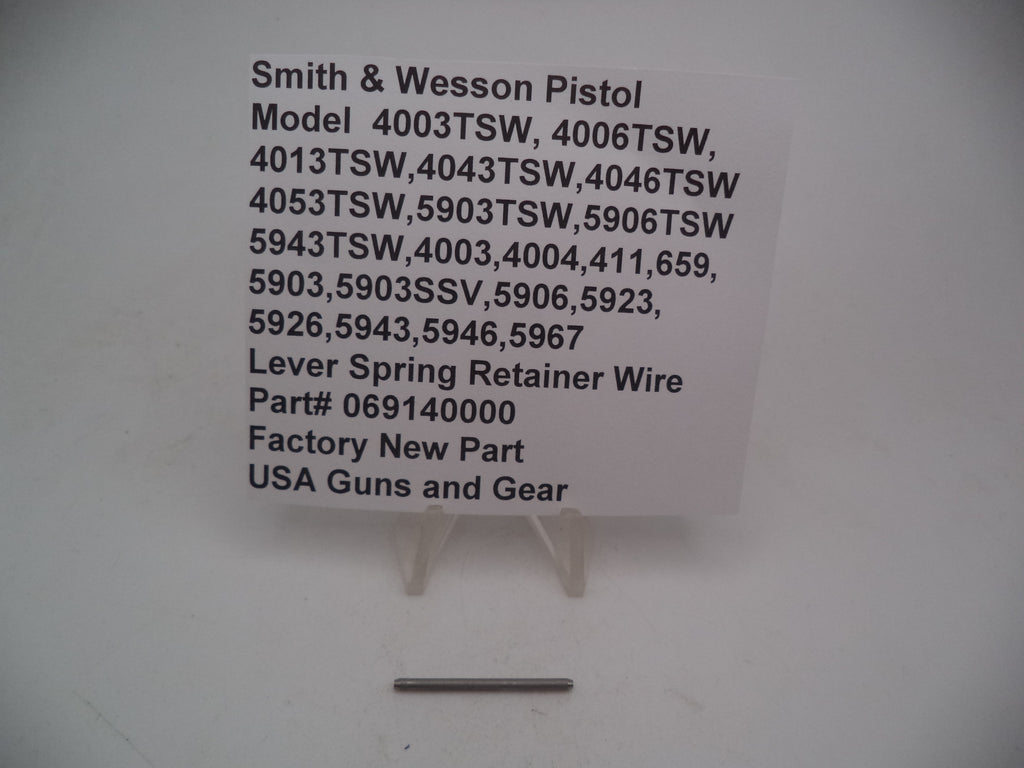 Smith & Wesson Pistol
Model 4003TSW, 4006TSW,
4013TSW,4043TSW,4046TSW
4053TSW,5903TSW,5906TSW
5943TSW,4003,4004,411,659,
5903,5903SSV,5906,5923,
5926,5943,5946,5967
Lever Spring Retainer Wire
Part# 069140000
Factory New Part
USA Guns and Gear